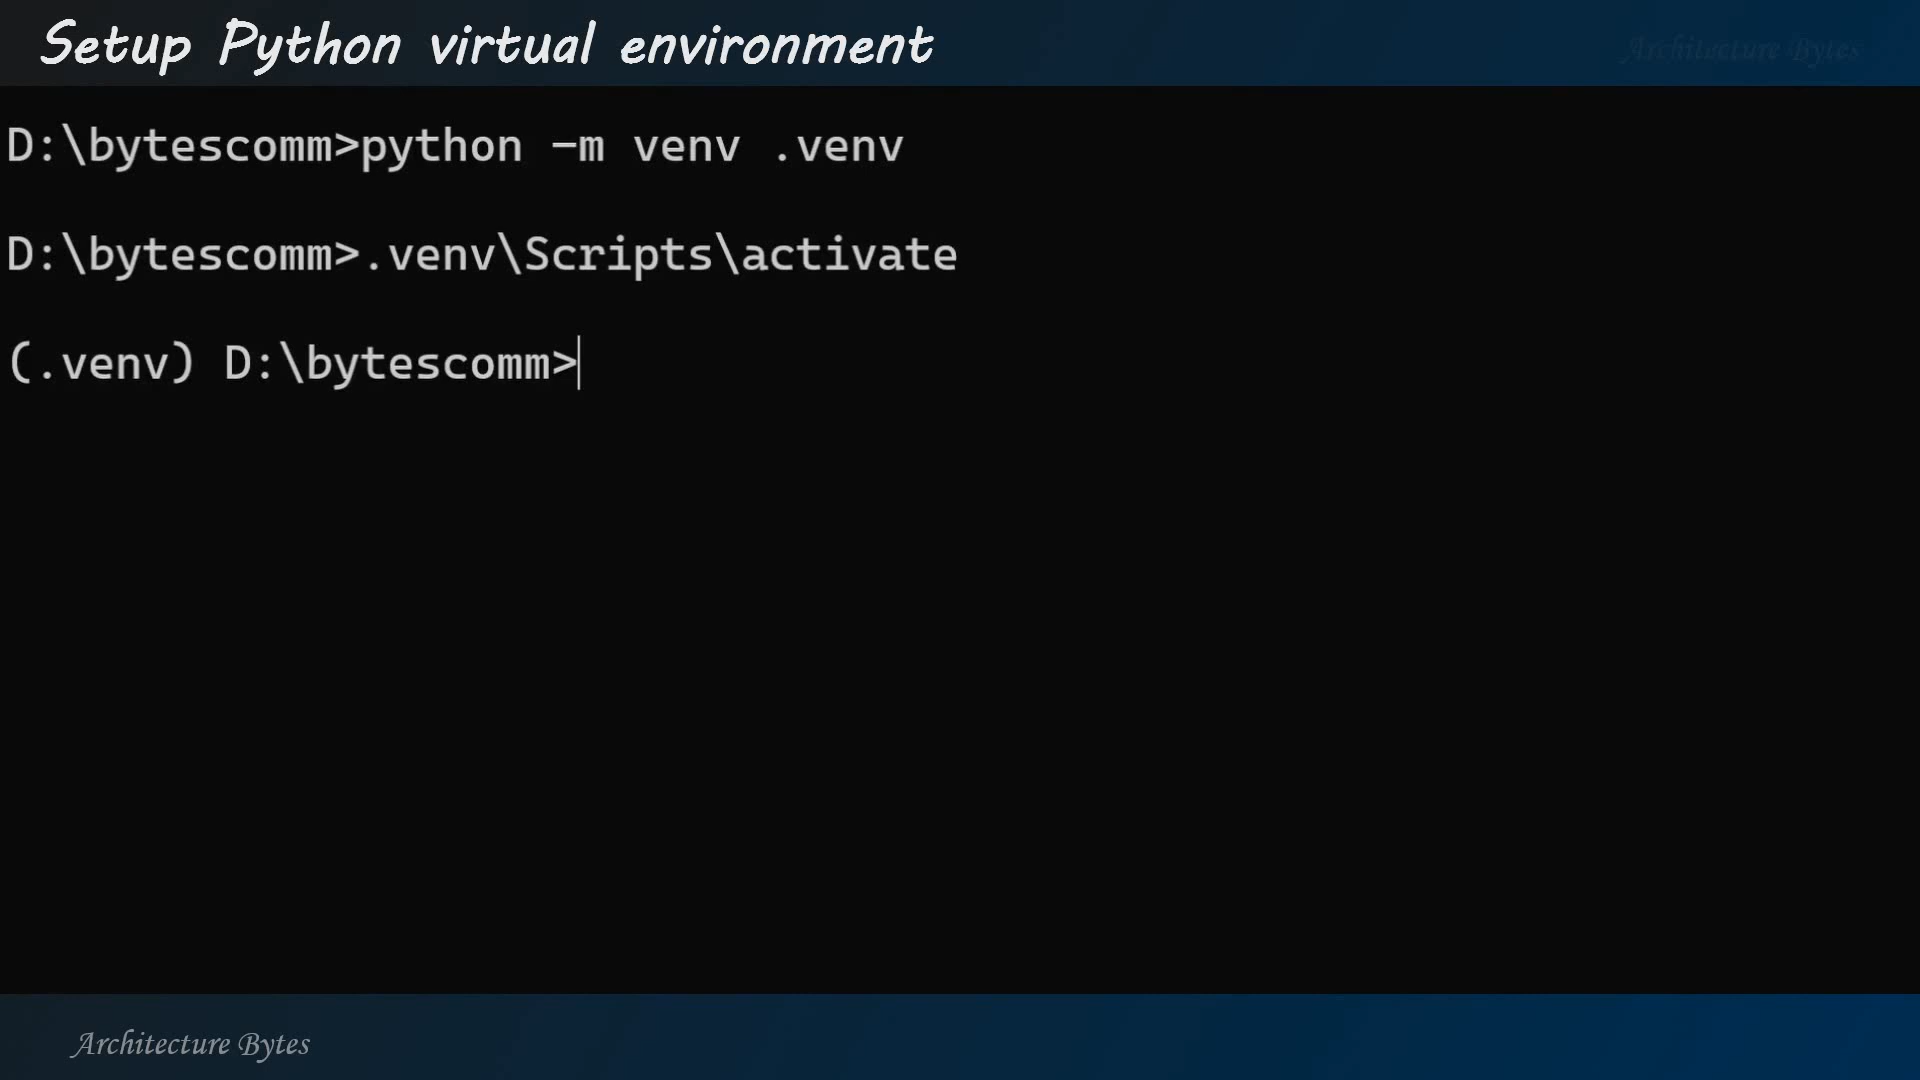 Setup Python virtual environment
Architecture Bytes
D:\bytescomm>python -m venv .venv
D:\bytescomm>.venv\Scripts\activate
(.venv) D:\bytescomm>
Architecture Bytes